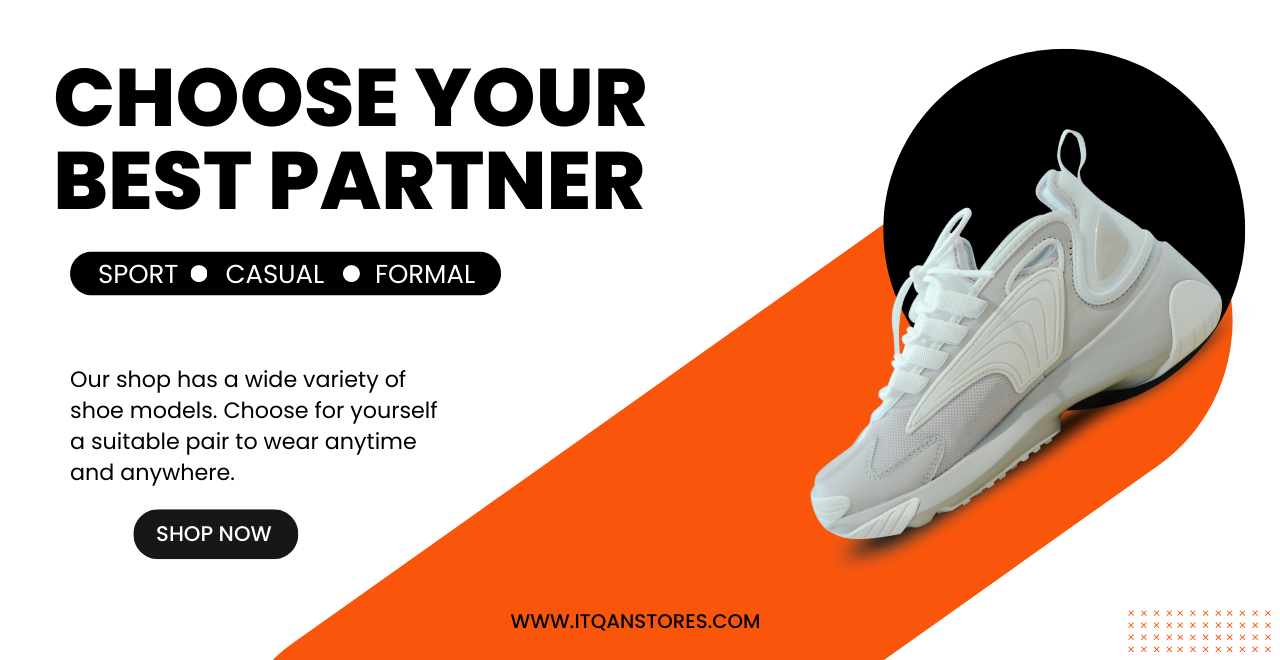 CHOOSE YOUR
BEST PARTNER
SPORT ● CASUAL ● FORMAL
Our shop has a wide variety of
shoe models. Choose for yourself
a suitable pair to wear anytime
and anywhere.
SHOP NOW
WWW.ITQANSTORES.COM